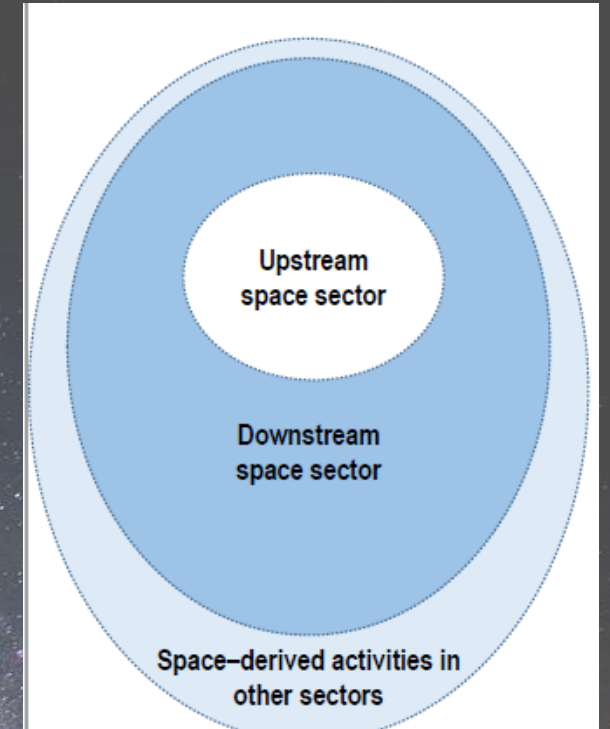 Upstream
space sector
Downstream
space sector
Space–derived activities in
other sectors